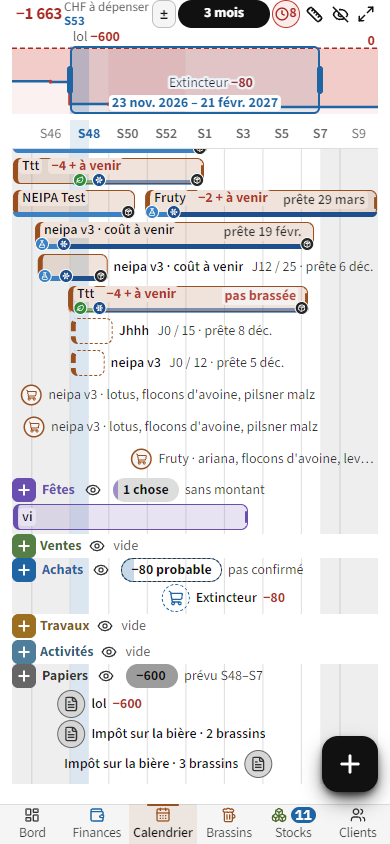 −1 663 CHF à dépenser S53 ± 3 mois 8
lol −600 0
Extincteur −80
23 nov. 2026 – 21 févr. 2027
S46 S48 S50 S52 S1 S3 S5 S7 S9
Ttt −4 + à venir
NEIPA Test Fruty −2 + à venir prête 29 mars
neipa v3 · coût à venir prête 19 févr.
neipa v3 · coût à venir J12 / 25 · prête 6 déc.
Ttt −4 + à venir pas brassée
Jhhh J0 / 15 · prête 8 déc.
neipa v3 J0 / 12 · prête 5 déc.
neipa v3 · lotus, flocons d'avoine, pilsner malz
neipa v3 · lotus, flocons d'avoine, pilsner malz
Fruty · ariana, flocons d'avoine, lev…
Fêtes 1 chose sans montant
vi
Ventes vide
Achats −80 probable pas confirmé
Extincteur −80
Travaux vide
Activités vide
Papiers −600 prévu S48–S7
lol −600
Impôt sur la bière · 2 brassins
Impôt sur la bière · 3 brassins
Bord Finances Calendrier Brassins Stocks 11 Clients